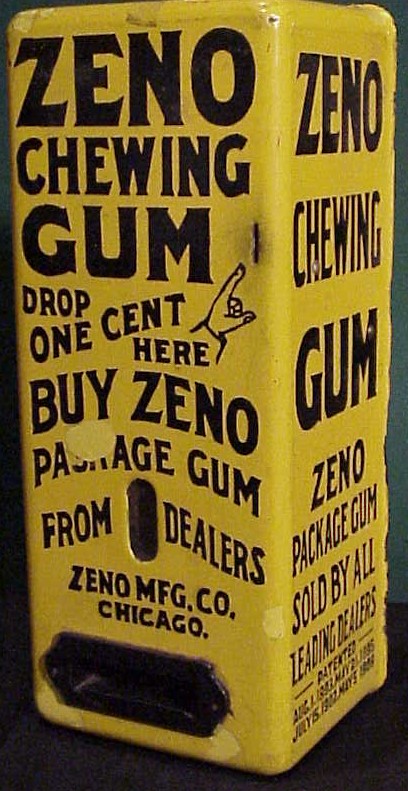 ZENO
CHEWING
GUM
DROP
ONE CENT
HERE
BUY ZENO
PACKAGE GUM
FROM DEALERS
ZENO MFG. CO.
CHICAGO.
ZENO
CHEWING
GUM
ZENO
PACKAGE GUM
SOLD BY ALL
LEADING DEALERS
PATENTED